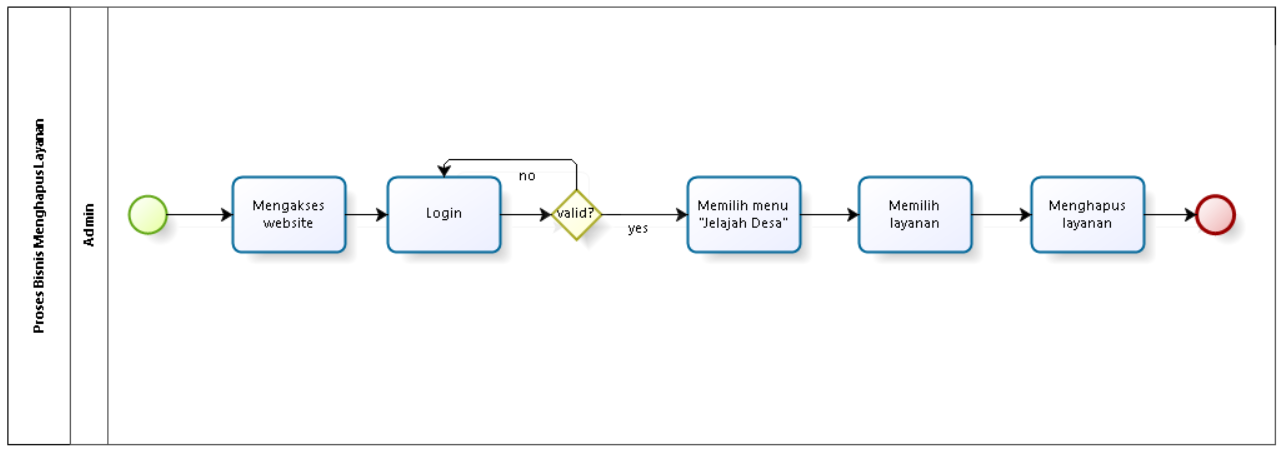 Proses Bisnis Menghapus Layanan
Admin
Mengakses
website
Login
no
valid?
yes
Memilih menu
"Jelajah Desa"
Memilih
layanan
Menghapus
layanan